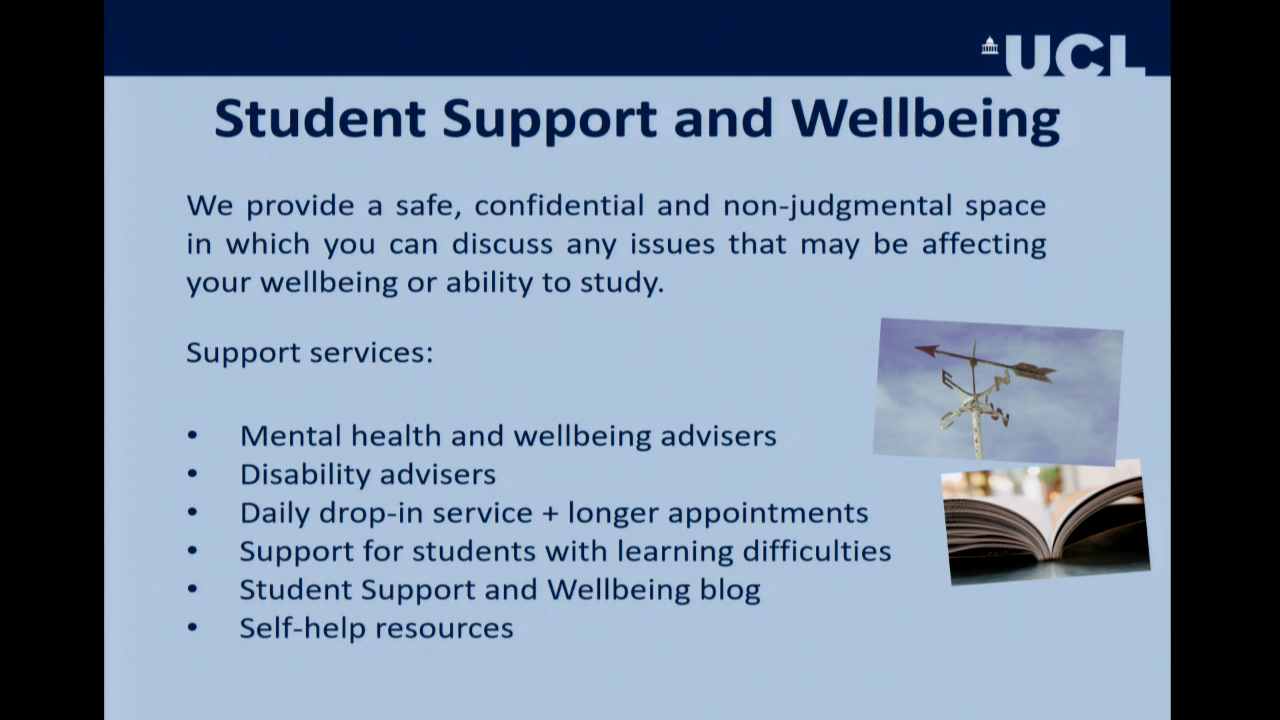 UCL
Student Support and Wellbeing
We provide a safe, confidential and non-judgmental space
in which you can discuss any issues that may be affecting
your wellbeing or ability to study.
Support services:
• Mental health and wellbeing advisers
• Disability advisers
• Daily drop-in service + longer appointments
• Support for students with learning difficulties
• Student Support and Wellbeing blog
• Self-help resources